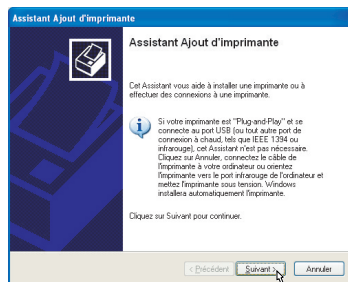 Assistant Ajout d'imprimante
Assistant Ajout d'imprimante
Cet Assistant vous aide à installer une imprimante ou à
effectuer des connexions à une imprimante.
Si votre imprimante est "Plug-and-Play" et se
connecte au port USB (ou tout autre port de
connexion à chaud, tels que IEEE 1394 ou
infrarouge), cet Assistant n'est pas nécessaire.
Cliquez sur Annuler, connectez le câble de
l'imprimante à votre ordinateur ou orientez
l'imprimante vers le port infrarouge de l'ordinateur et
mettez l'imprimante sous tension. Windows
installera automatiquement l'imprimante.
Cliquez sur Suivant pour continuer.
< Précédent Suivant > Annuler